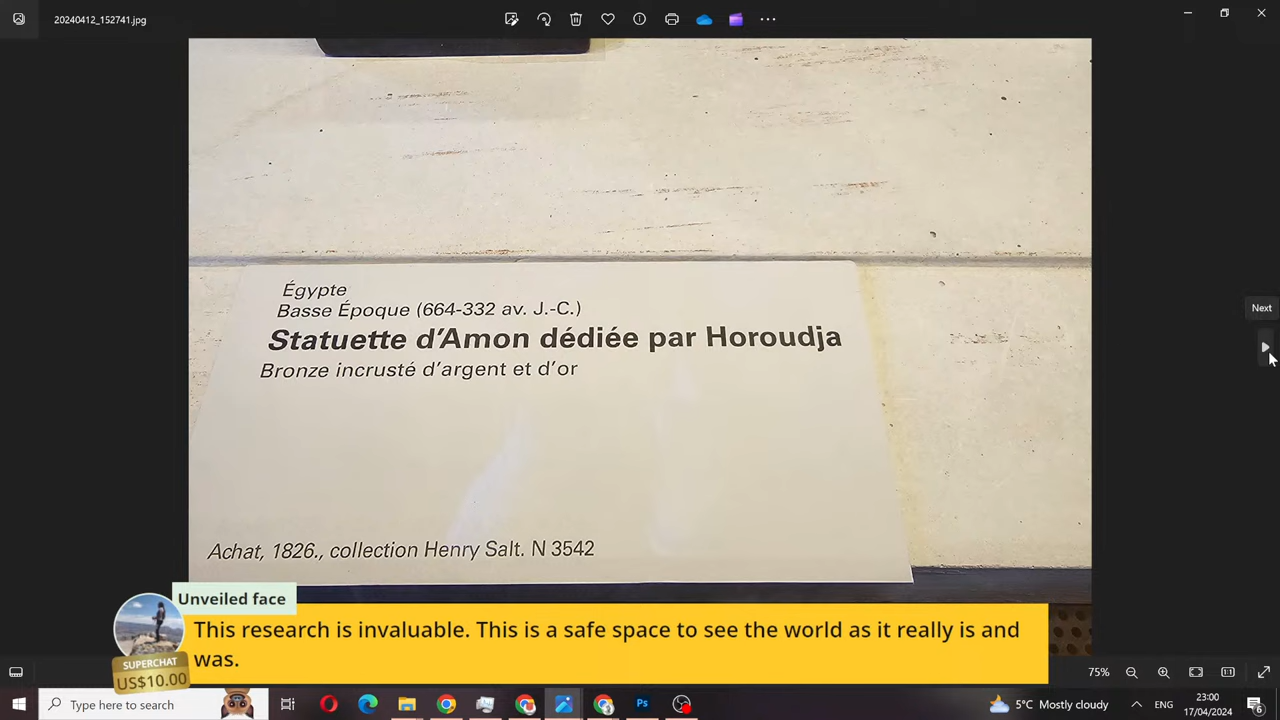 20240412_152741.jpg
Égypte
Basse Époque (664-332 av. J.-C.)
Statuette d'Amon dédiée par Horoudja
Bronze incrusté d'argent et d'or
Achat, 1826., collection Henry Salt. N 3542
Next
Unveiled face
This research is invaluable. This is a safe space to see the world as it really is and
was.
SUPERCHAT
US$10.00
75%
Type here to search
Ps
5°C Mostly cloudy
ENG
23:00
17/04/2024
6